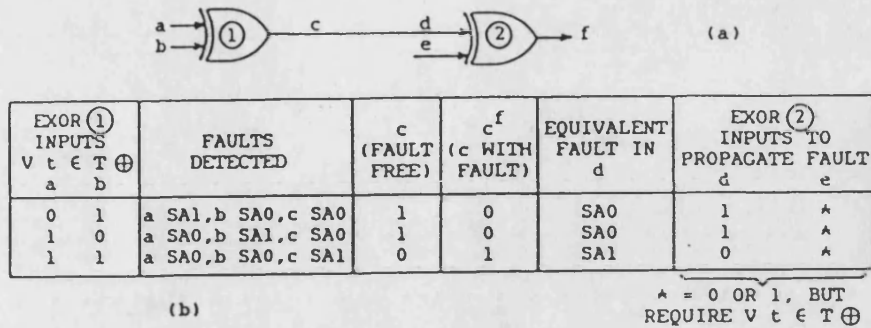 a
b
①
c
d
e
②
f
(a)
EXOR ①
INPUTS
∀ t ∈ T ⊕
a b
FAULTS
DETECTED
c
(FAULT
FREE)
c^f
(c WITH
FAULT)
EQUIVALENT
FAULT IN
d
EXOR ②
INPUTS TO
PROPAGATE FAULT
d e
0 1 a SA1,b SA0,c SA0 1 0 SA0 1 *
1 0 a SA0,b SA1,c SA0 1 0 SA0 1 *
1 1 a SA0,b SA0,c SA1 0 1 SA1 0 *
* = 0 OR 1, BUT
REQUIRE ∀ t ∈ T ⊕
(b)